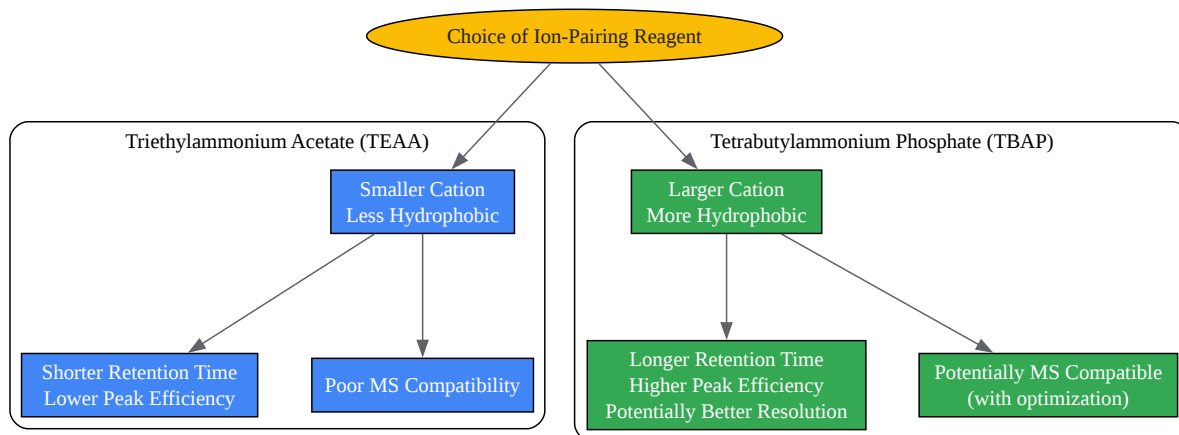 Choice of Ion-Pairing Reagent
Triethylammonium Acetate (TEAA)
Smaller Cation
Less Hydrophobic
Shorter Retention Time
Lower Peak Efficiency
Poor MS Compatibility
Tetrabutylammonium Phosphate (TBAP)
Larger Cation
More Hydrophobic
Longer Retention Time
Higher Peak Efficiency
Potentially Better Resolution
Potentially MS Compatible
(with optimization)